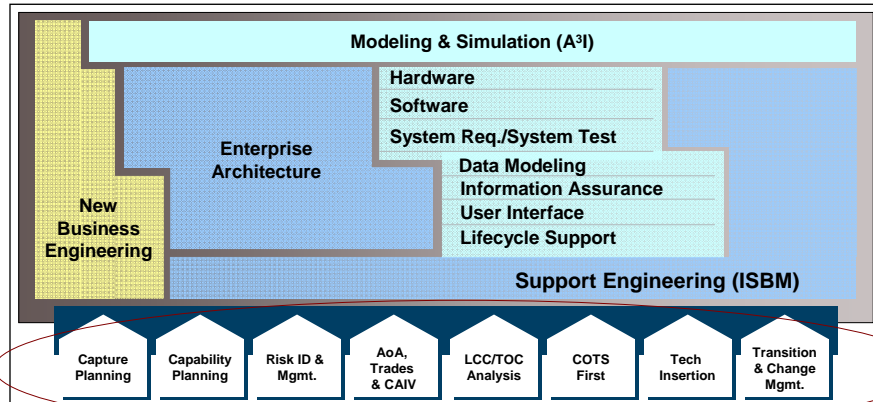 Modeling & Simulation (A³I)
Hardware
Software
System Req./System Test
Enterprise
Architecture
Data Modeling
Information Assurance
User Interface
Lifecycle Support
New
Business
Engineering
Support Engineering (ISBM)
Capture
Planning
Capability
Planning
Risk ID &
Mgmt.
AoA,
Trades
& CAIV
LCC/TOC
Analysis
COTS
First
Tech
Insertion
Transition
& Change
Mgmt.